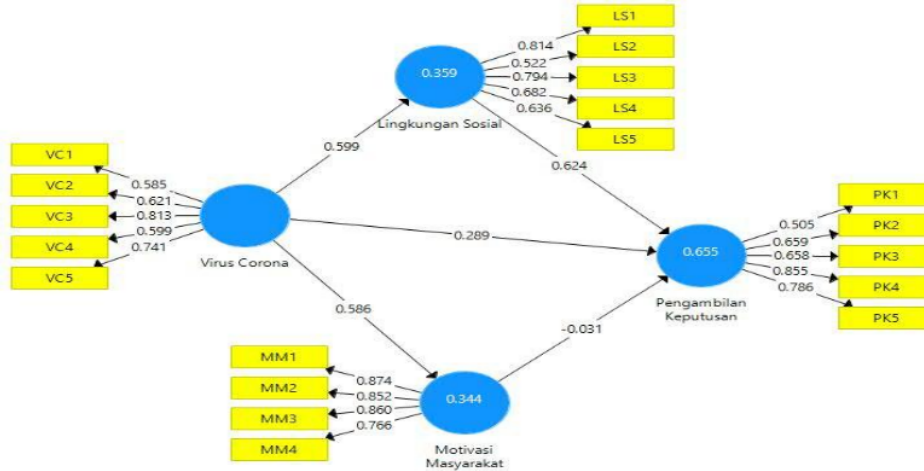 LS1
0.814
LS2
0.522
0.359
0.794
LS3
0.682
LS4
0.636
Lingkungan Sosial
LS5
0.599
0.624
VC1
0.585
VC2
0.621
VC3
0.813
VC4
0.599
0.741
VC5
Virus Corona
0.289
PK1
0.505
PK2
0.659
0.655
0.658
PK3
0.855
PK4
0.786
PK5
Pengambilan
Keputusan
0.586
-0.031
MM1
0.874
MM2
0.852
0.344
0.860
MM3
0.766
MM4
Motivasi
Masyarakat